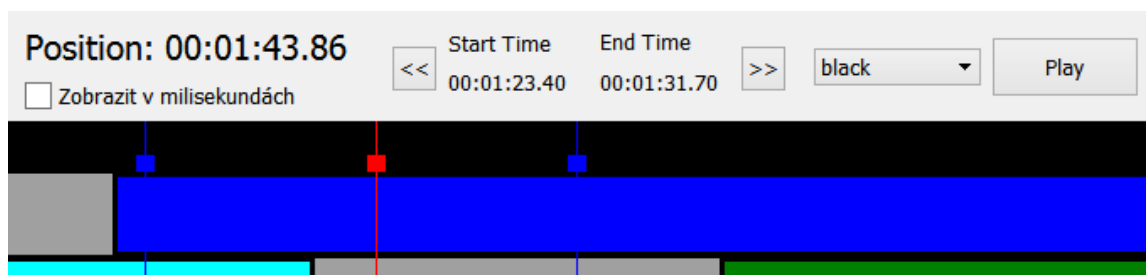 Position: 00:01:43.86
Zobrazit v milisekundách
<<
Start Time
00:01:23.40
End Time
00:01:31.70
>>
black
Play